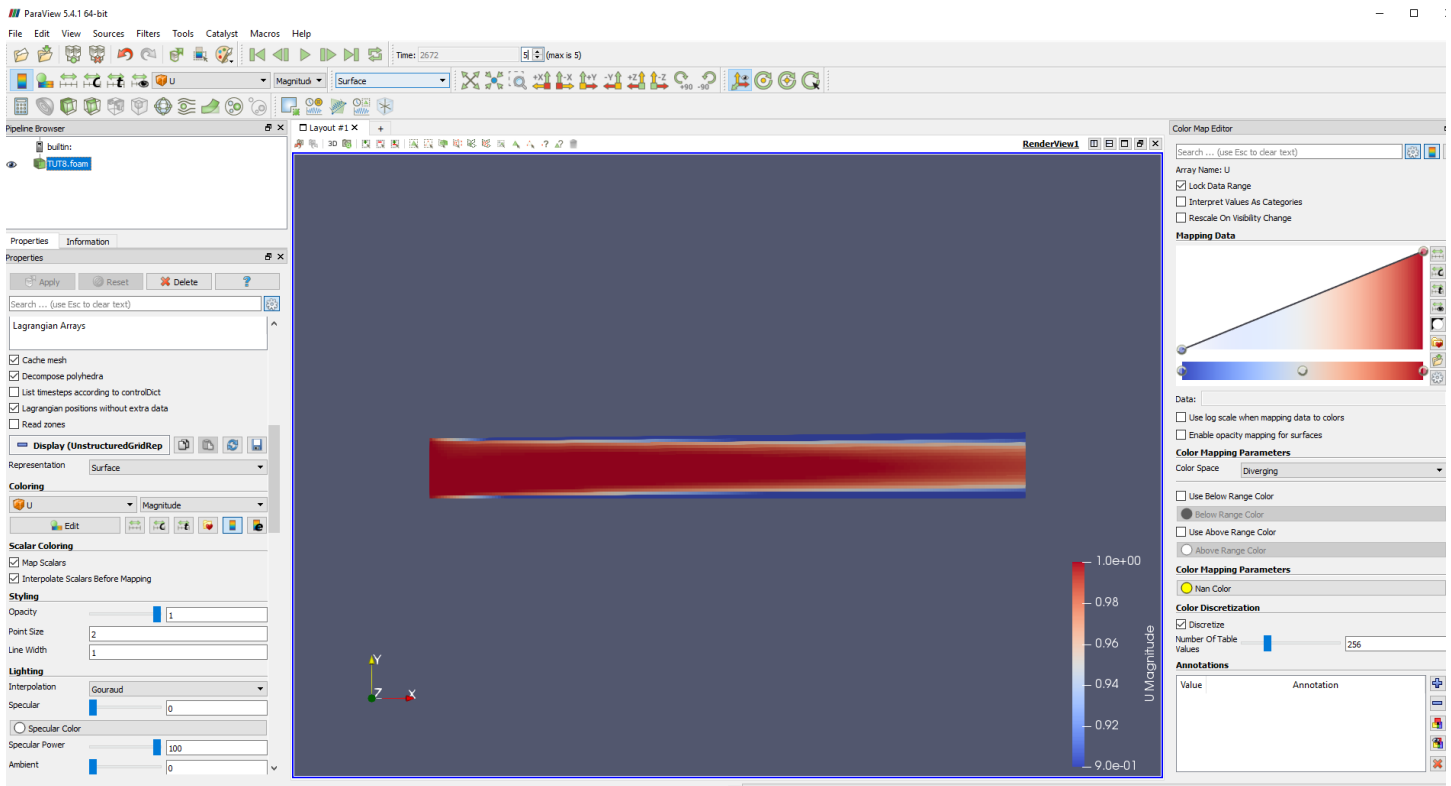 ParaView 5.4.1 64-bit
File Edit View Sources Filters Tools Catalyst Macros Help
Time: 2672 5 (max is 5)
U Magnitud Surface +X -X +Y -Y +Z -Z +90 -90
Pipeline Browser
builtin:
TUT8.foam
Properties Information
Properties
Apply Reset Delete ?
Search ... (use Esc to clear text)
Lagrangian Arrays
Cache mesh
Decompose polyhedra
List timesteps according to controlDict
Lagrangian positions without extra data
Read zones
Display (UnstructuredGridRep
Representation Surface
Coloring
U Magnitude
Edit
Scalar Coloring
Map Scalars
Interpolate Scalars Before Mapping
Styling
Opacity 1
Point Size 2
Line Width 1
Lighting
Interpolation Gouraud
Specular 0
Specular Color
Specular Power 100
Ambient 0
Layout #1 +
3D RenderView1
Y
Z X
1.0e+00
0.98
0.96
0.94
0.92
9.0e-01
U Magnitude
Color Map Editor
Search ... (use Esc to clear text)
Array Name: U
Lock Data Range
Interpret Values As Categories
Rescale On Visibility Change
Mapping Data
Data:
Use log scale when mapping data to colors
Enable opacity mapping for surfaces
Color Mapping Parameters
Color Space Diverging
Use Below Range Color
Below Range Color
Use Above Range Color
Above Range Color
Color Mapping Parameters
Nan Color
Color Discretization
Discretize
Number Of Table
Values 256
Annotations
Value Annotation